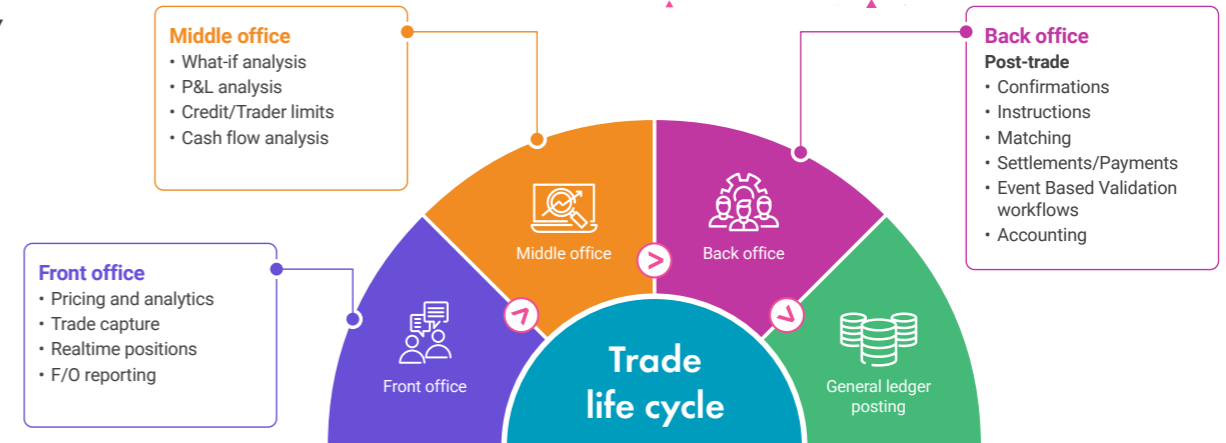 Middle office
• What-if analysis
• P&L analysis
• Credit/Trader limits
• Cash flow analysis
Back office
Post-trade
• Confirmations
• Instructions
• Matching
• Settlements/Payments
• Event Based Validation
workflows
• Accounting
Front office
• Pricing and analytics
• Trade capture
• Realtime positions
• F/O reporting
Middle office
Back office
Front office
General ledger
posting
Trade
life cycle